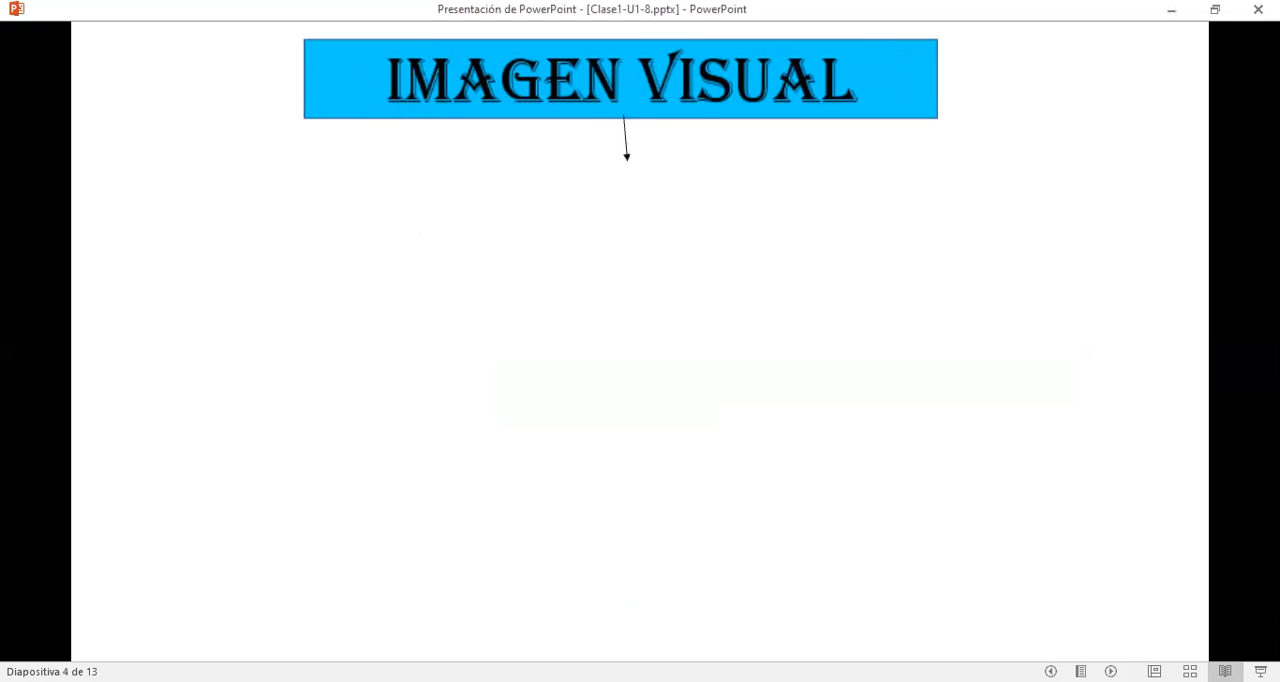 Presentación de PowerPoint - [Clase1-U1-8.pptx] - PowerPoint
IMAGEN VISUAL
Diapositiva 4 de 13